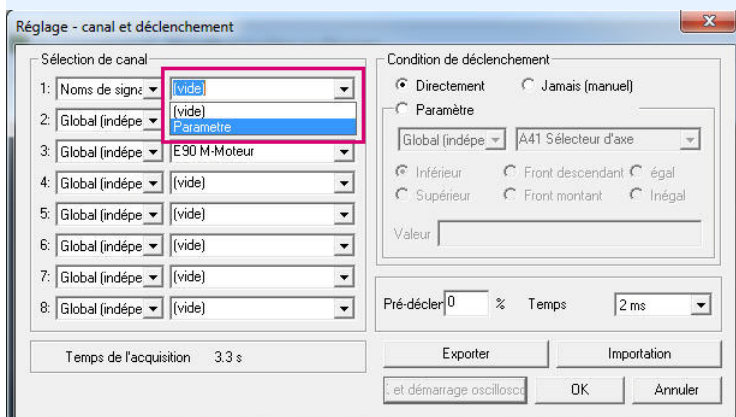 Réglage - canal et déclenchement
Sélection de canal
1: Noms de signa (vide)
(vide)
Parametre
2: Global (indépe
3: Global (indépe E90 M-Moteur
4: Global (indépe (vide)
5: Global (indépe (vide)
6: Global (indépe (vide)
7: Global (indépe (vide)
8: Global (indépe (vide)
Temps de l'acquisition 3.3 s
Condition de déclenchement
Directement Jamais (manuel)
Paramètre
Global (indépe A41 Sélecteur d'axe
Inférieur Front descendant égal
Supérieur Front montant Inégal
Valeur
Pré-décler 0 % Temps 2 ms
Exporter Importation
et démarrage oscillosco OK Annuler